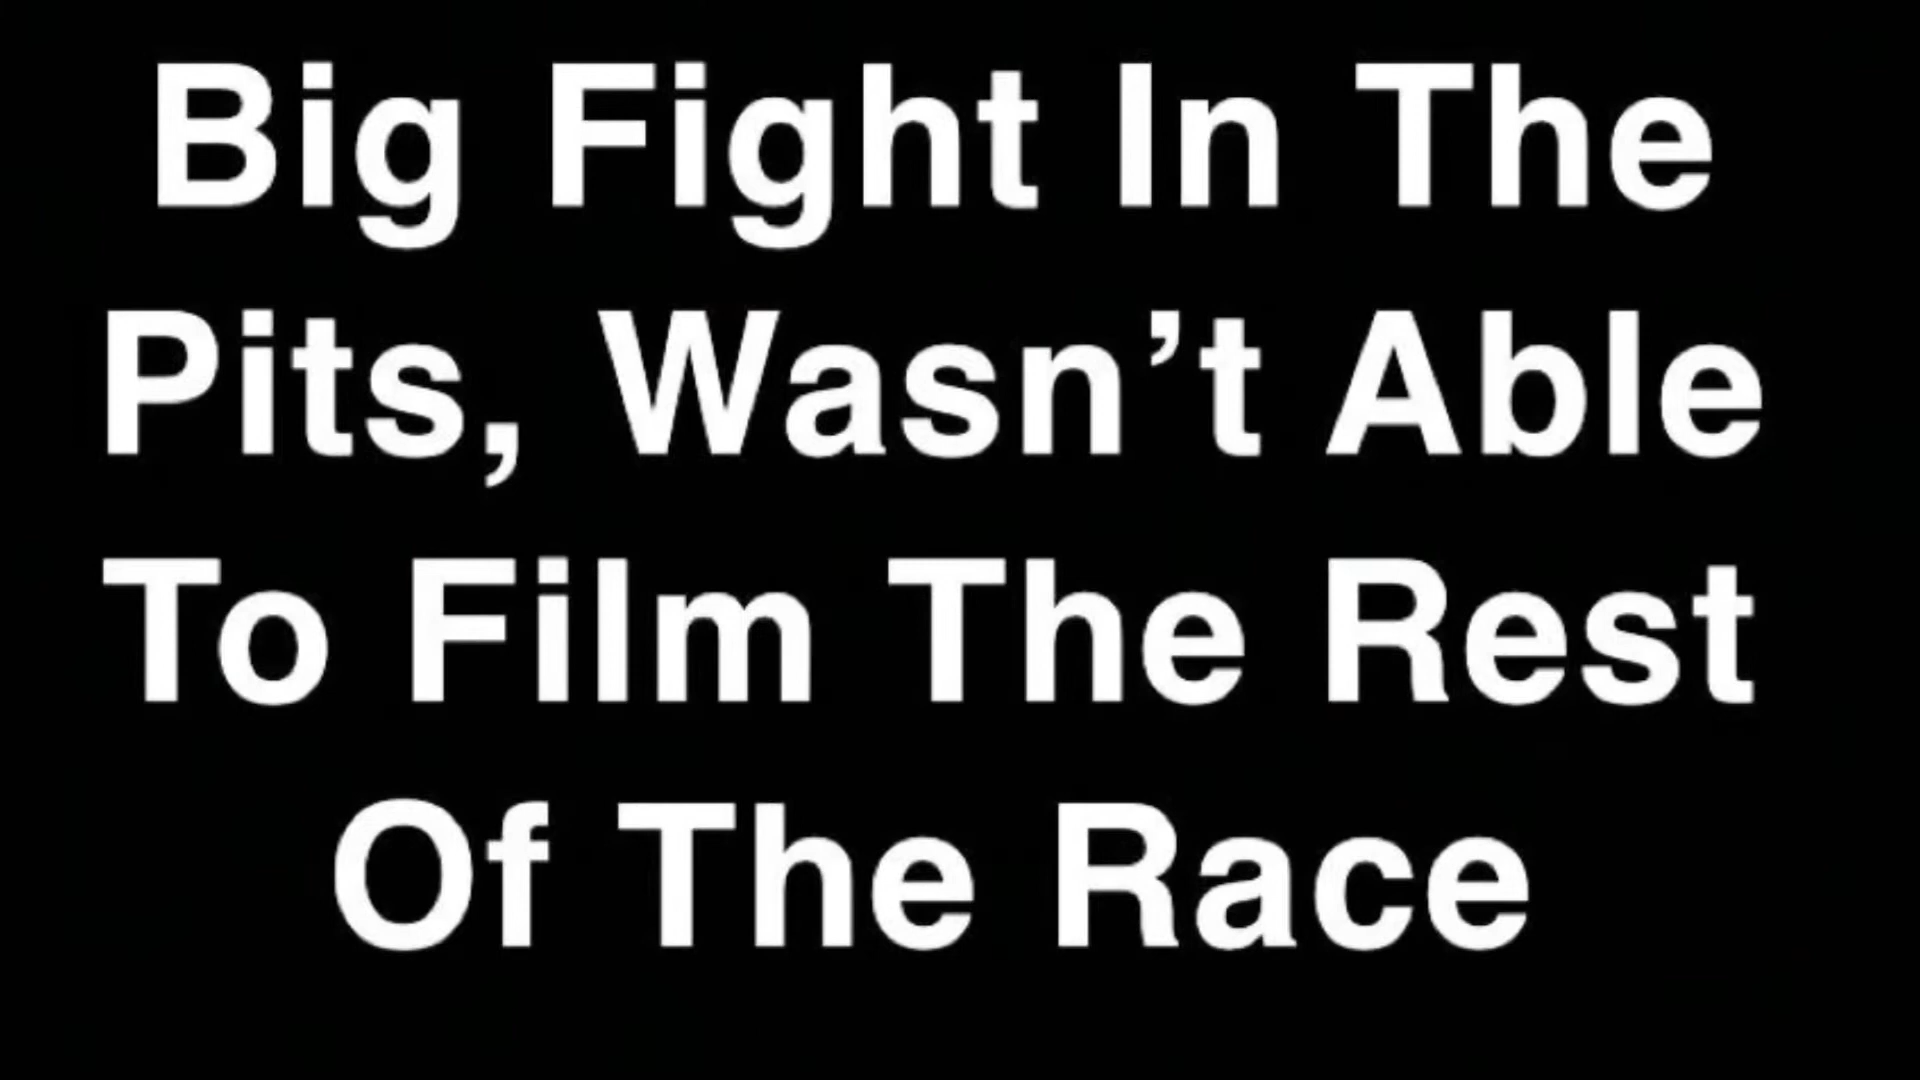 Big Fight In The
Pits, Wasn’t Able
To Film The Rest
Of The Race